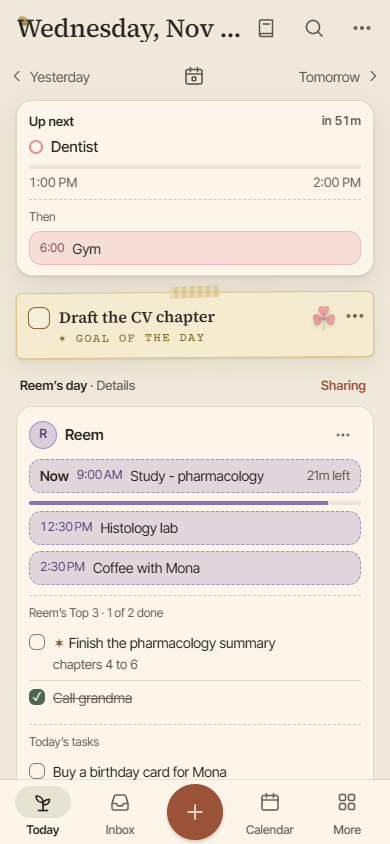 Wednesday, Nov ...
Yesterday
Tomorrow
Up next
in 51m
Dentist
1:00 PM
2:00 PM
Then
6:00 Gym
Draft the CV chapter
✶ GOAL OF THE DAY
Reem's day · Details
Sharing
R Reem
Now 9:00 AM Study - pharmacology 21m left
12:30 PM Histology lab
2:30 PM Coffee with Mona
Reem's Top 3 · 1 of 2 done
✶ Finish the pharmacology summary
chapters 4 to 6
Call grandma
Today's tasks
Buy a birthday card for Mona
Today
Inbox
Calendar
More